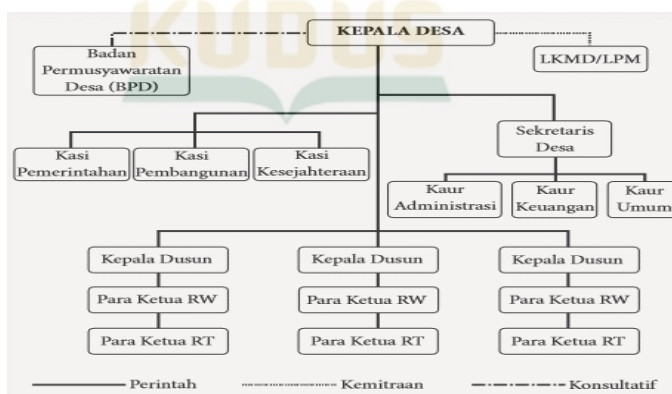 KUDUS
KEPALA DESA
Badan
Permusyawaratan
Desa (BPD)
LKMD/LPM
Sekretaris
Desa
Kasi
Pemerintahan
Kasi
Pembangunan
Kasi
Kesejahteraan
Kaur
Administrasi
Kaur
Keuangan
Kaur
Umum
Kepala Dusun
Kepala Dusun
Kepala Dusun
Para Ketua RW
Para Ketua RW
Para Ketua RW
Para Ketua RT
Para Ketua RT
Para Ketua RT
Perintah
Kemitraan
Konsultatif